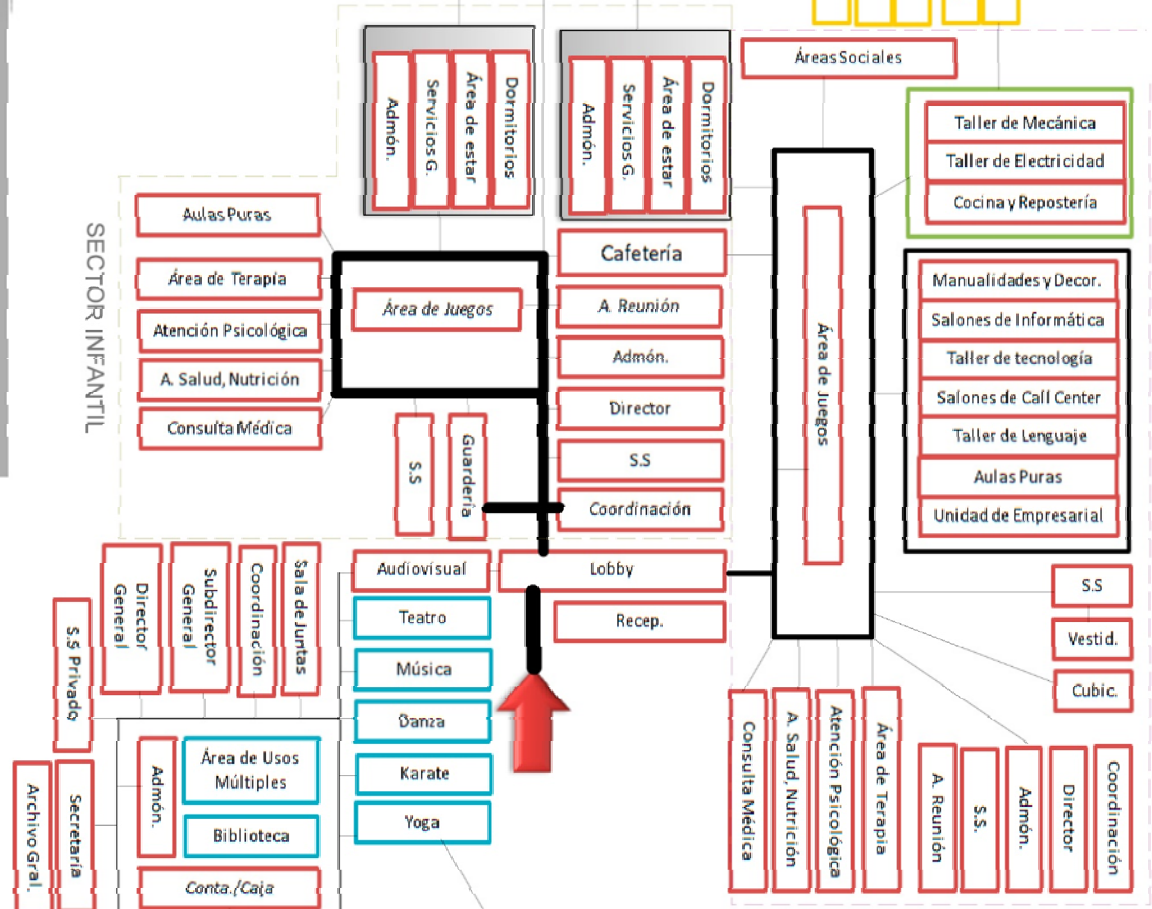 Áreas Sociales
Dormitorios
Área de estar
Servicios G.
Admón.
Dormitorios
Área de estar
Servicios G.
Admón.
Taller de Mecánica
Taller de Electricidad
Cocina y Repostería
SECTOR INFANTIL
Aulas Puras
Área de Terapia
Atención Psicológica
A. Salud, Nutrición
Consulta Médica
Área de Juegos
S.S
Guardería
Cafetería
A. Reunión
Admón.
Director
S.S
Coordinación
Área de Juegos
Manualidades y Decor.
Salones de Informática
Taller de tecnología
Salones de Call Center
Taller de Lenguaje
Aulas Puras
Unidad de Empresarial
Audiovisual
Lobby
Recep.
Teatro
Música
Danza
Karate
Yoga
Sala de Juntas
Coordinación
Subdirector
General
Director
General
S.S Privado
Secretaría
Archivo Gral.
Admón.
Área de Usos
Múltiples
Biblioteca
Conta./Caja
S.S
Vestid.
Cubic.
Consulta Médica
A. Salud, Nutrición
Atención Psicológica
Área de Terapia
A. Reunión
S.S.
Admón.
Director
Coordinación